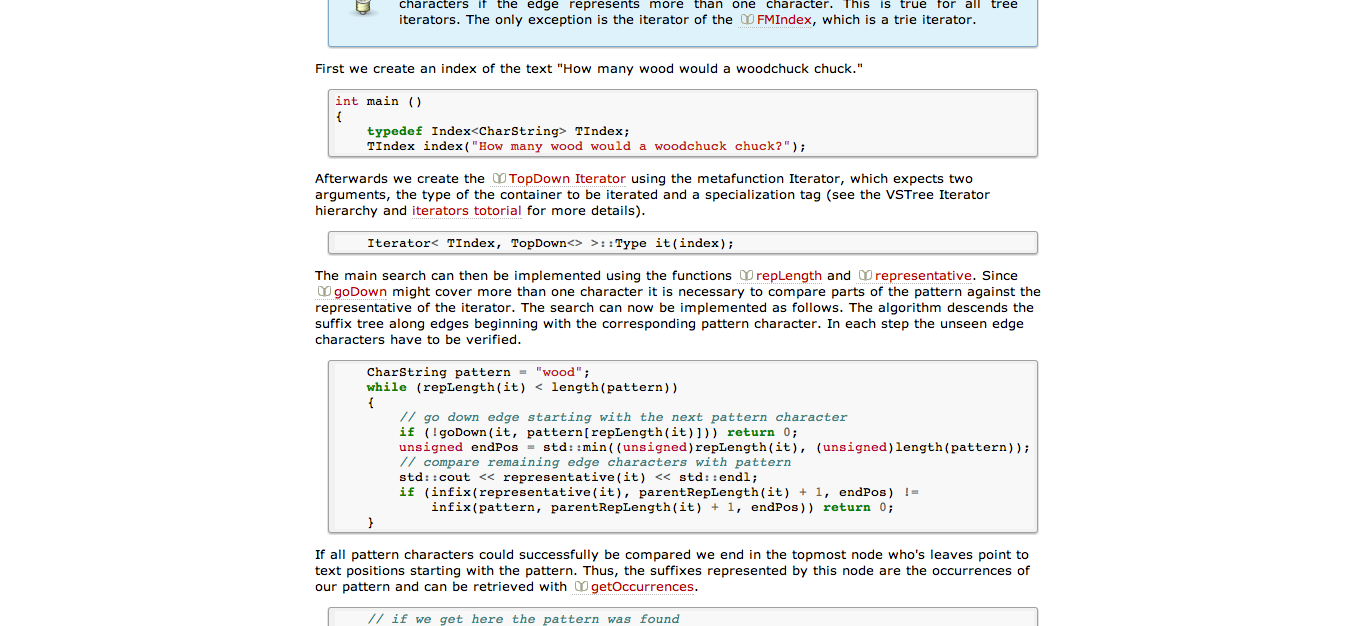 characters if the edge represents more than one character. This is true for all tree
iterators. The only exception is the iterator of the FMIndex, which is a trie iterator.
First we create an index of the text "How many wood would a woodchuck chuck."
int main ()
{
    typedef Index<CharString> TIndex;
    TIndex index("How many wood would a woodchuck chuck?");
Afterwards we create the TopDown Iterator using the metafunction Iterator, which expects two
arguments, the type of the container to be iterated and a specialization tag (see the VSTree Iterator
hierarchy and iterators totorial for more details).
    Iterator< TIndex, TopDown<> >::Type it(index);
The main search can then be implemented using the functions repLength and representative. Since
goDown might cover more than one character it is necessary to compare parts of the pattern against the
representative of the iterator. The search can now be implemented as follows. The algorithm descends the
suffix tree along edges beginning with the corresponding pattern character. In each step the unseen edge
characters have to be verified.
    CharString pattern = "wood";
    while (repLength(it) < length(pattern))
    {
        // go down edge starting with the next pattern character
        if (!goDown(it, pattern[repLength(it)])) return 0;
        unsigned endPos = std::min((unsigned)repLength(it), (unsigned)length(pattern));
        // compare remaining edge characters with pattern
        std::cout << representative(it) << std::endl;
        if (infix(representative(it), parentRepLength(it) + 1, endPos) !=
            infix(pattern, parentRepLength(it) + 1, endPos)) return 0;
    }
If all pattern characters could successfully be compared we end in the topmost node who's leaves point to
text positions starting with the pattern. Thus, the suffixes represented by this node are the occurrences of
our pattern and can be retrieved with getOccurrences.
    // if we get here the pattern was found